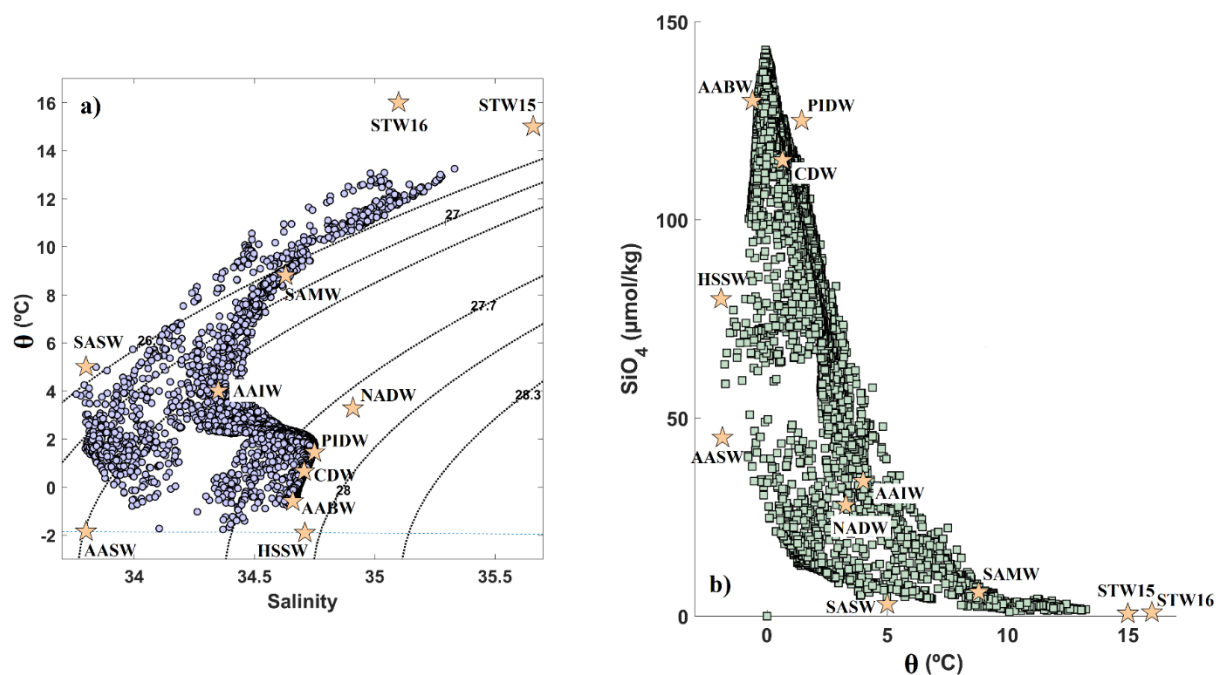 a)
16
14
12
10
8
6
4
2
0
-2
θ (ºC)
34
34.5
35
35.5
Salinity
STW16
STW15
27
SAMW
27.7
26
SASW
AAIW
NADW
28.3
PIDW
CDW
28
AABW
AASW
HSSW
150
100
50
0
SiO4 (µmol/kg)
AABW
PIDW
CDW
HSSW
AASW
AAIW
NADW
b)
SAMW
SASW
STW15
STW16
0
5
10
15
θ (ºC)